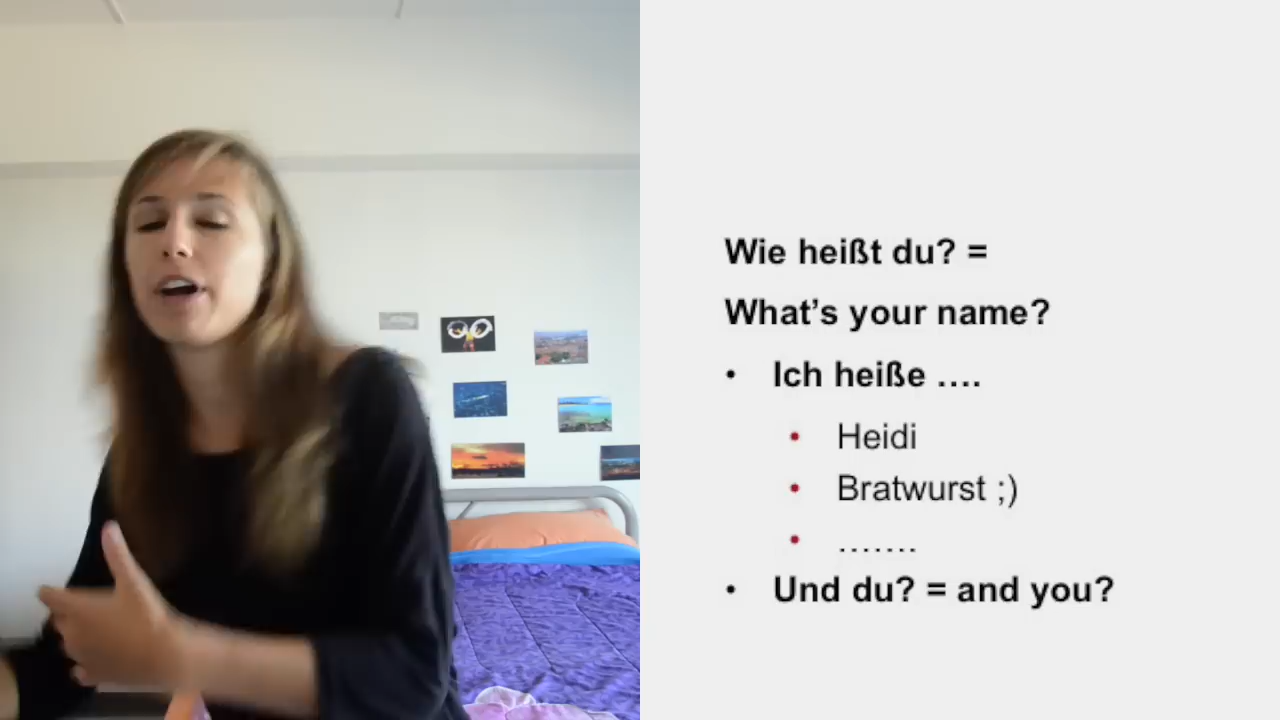 Wie heißt du? =
What's your name?
• Ich heiße ….
• Heidi
• Bratwurst ;)
• …….
• Und du? = and you?